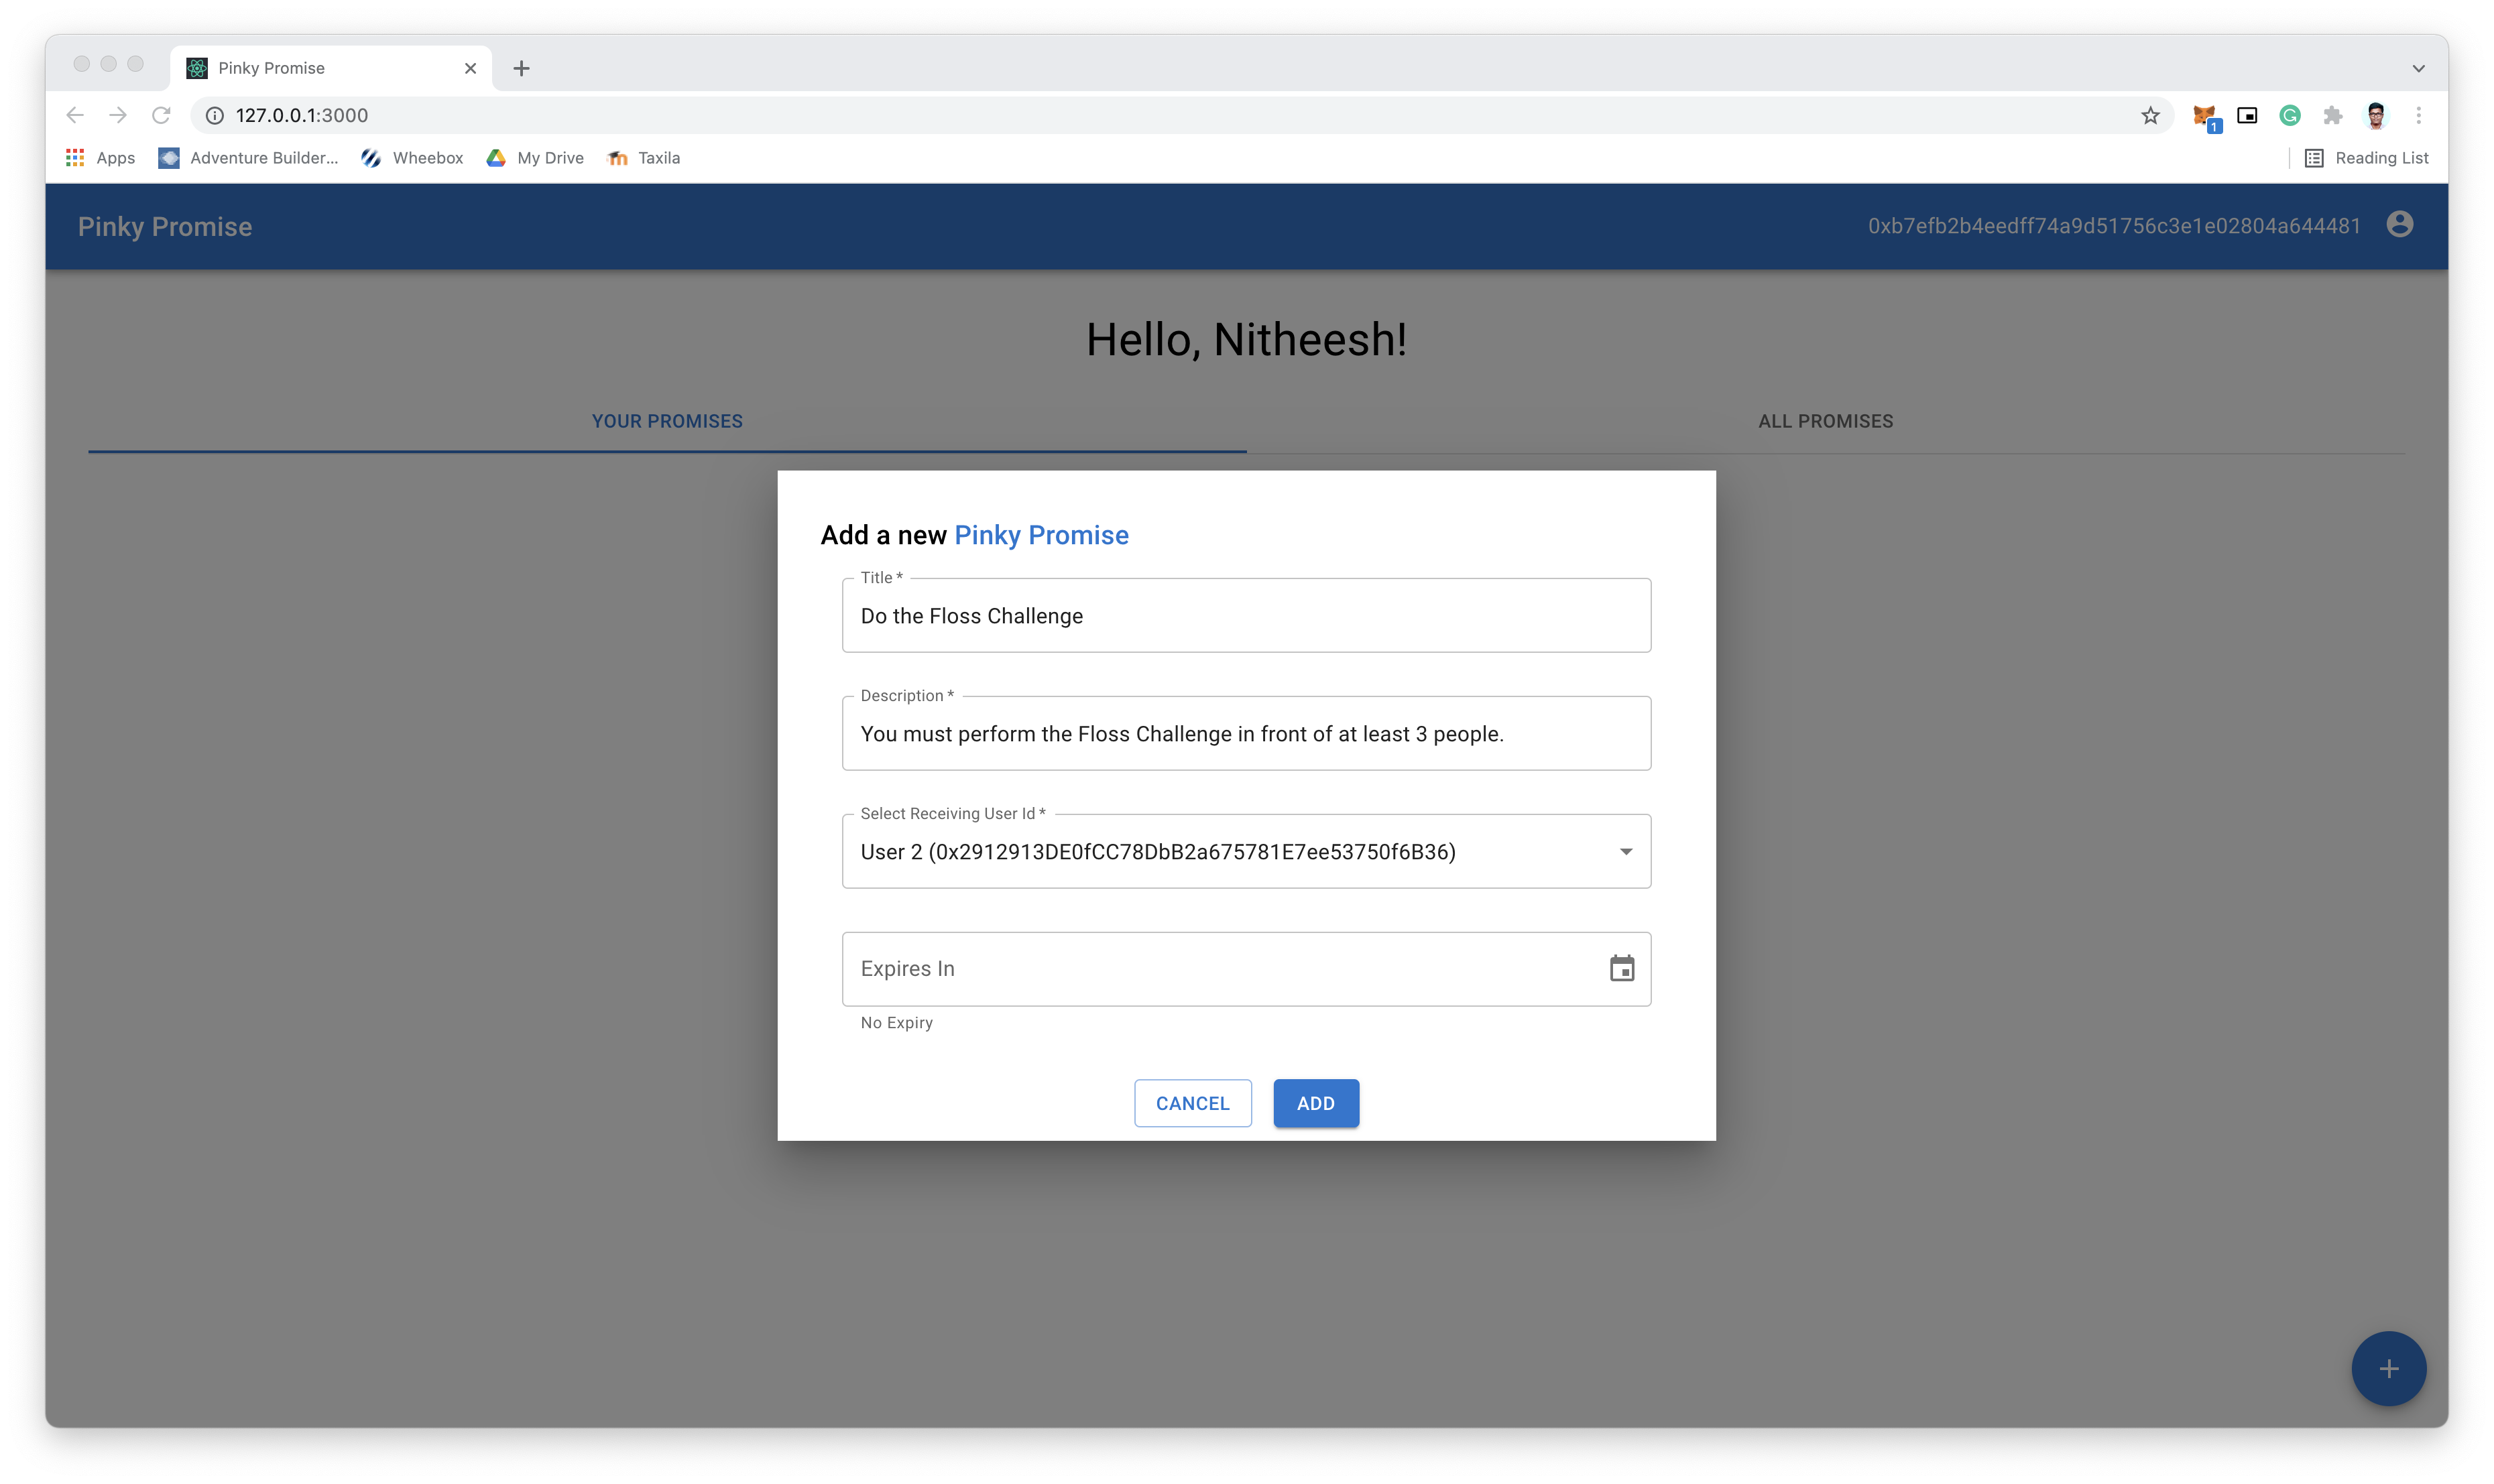 Pinky Promise
127.0.0.1:3000
1
Apps
Adventure Builder...
Wheebox
My Drive
Taxila
Reading List
Pinky Promise
0xb7efb2b4eedff74a9d51756c3e1e02804a644481
Hello, Nitheesh!
YOUR PROMISES
ALL PROMISES
Add a new Pinky Promise
Title *
Do the Floss Challenge
Description *
You must perform the Floss Challenge in front of at least 3 people.
Select Receiving User Id *
User 2 (0x2912913DE0fCC78DbB2a675781E7ee53750f6B36)
Expires In
No Expiry
CANCEL
ADD